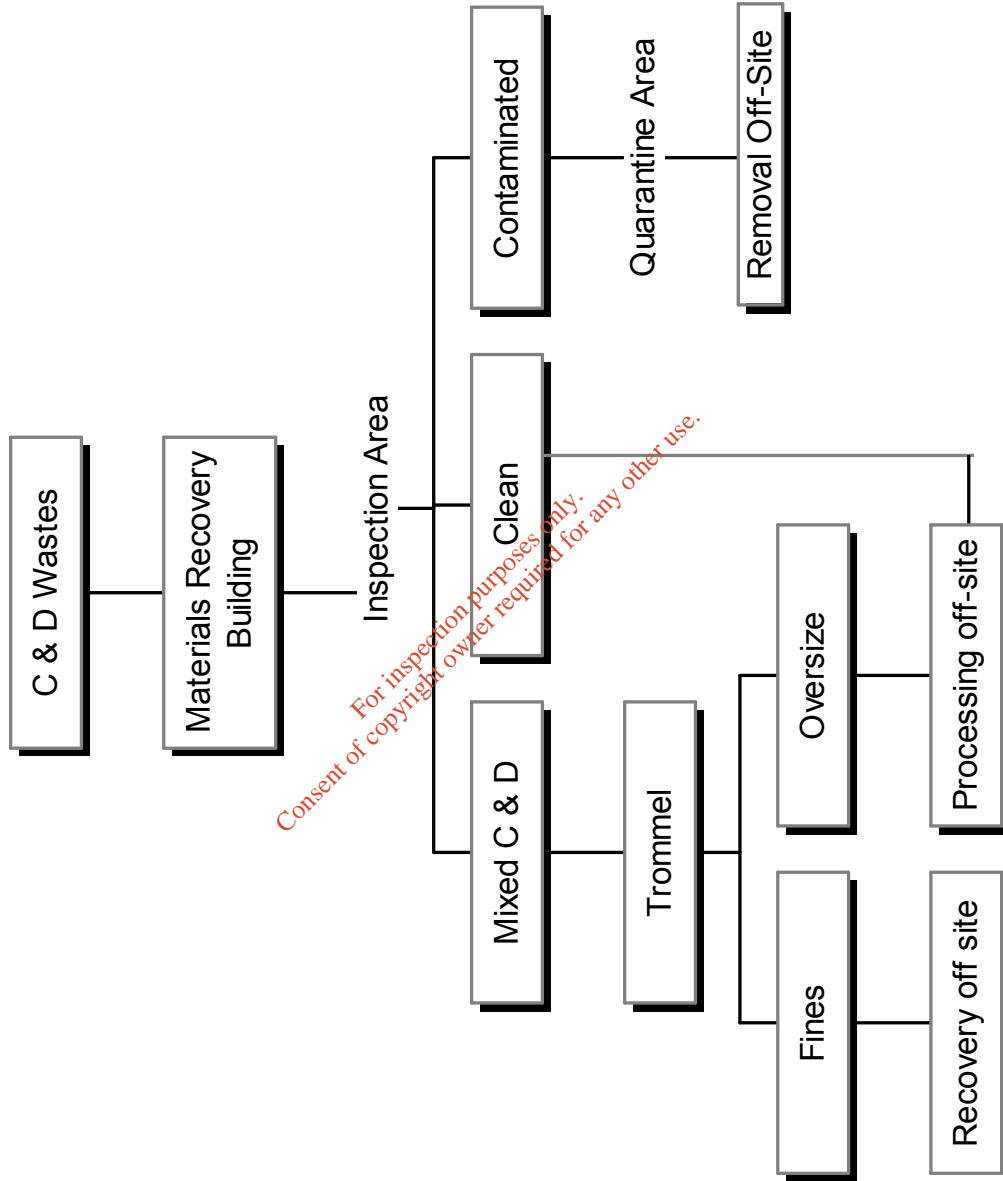 C & D Wastes
Materials Recovery
Building
Inspection Area
Mixed C & D
Clean
Contaminated
Trommel
Quarantine Area
Fines
Oversize
Removal Off-Site
Recovery off site
Processing off-site
For inspection purposes only.
Consent of copyright owner required for any other use.